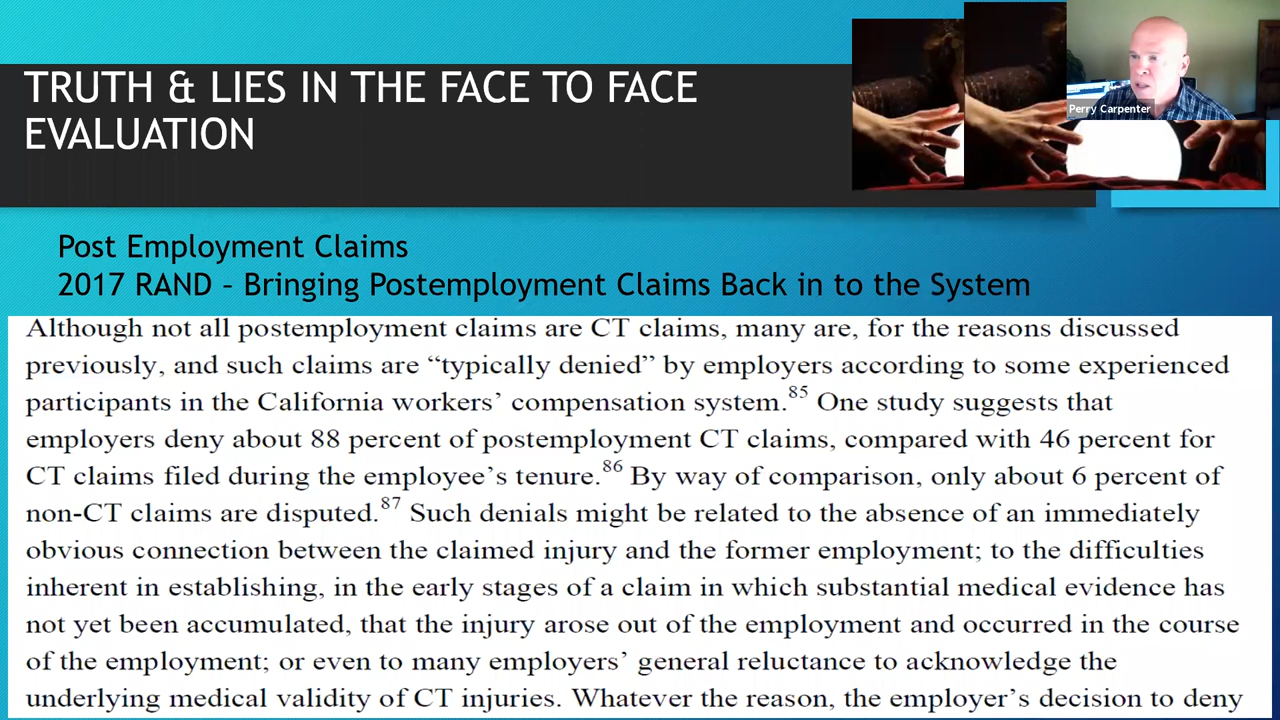 TRUTH & LIES IN THE FACE TO FACE
EVALUATION
Perry Carpenter
Post Employment Claims
2017 RAND – Bringing Postemployment Claims Back in to the System
Although not all postemployment claims are CT claims, many are, for the reasons discussed
previously, and such claims are “typically denied” by employers according to some experienced
participants in the California workers’ compensation system.85 One study suggests that
employers deny about 88 percent of postemployment CT claims, compared with 46 percent for
CT claims filed during the employee’s tenure.86 By way of comparison, only about 6 percent of
non-CT claims are disputed.87 Such denials might be related to the absence of an immediately
obvious connection between the claimed injury and the former employment; to the difficulties
inherent in establishing, in the early stages of a claim in which substantial medical evidence has
not yet been accumulated, that the injury arose out of the employment and occurred in the course
of the employment; or even to many employers’ general reluctance to acknowledge the
underlying medical validity of CT injuries. Whatever the reason, the employer’s decision to deny